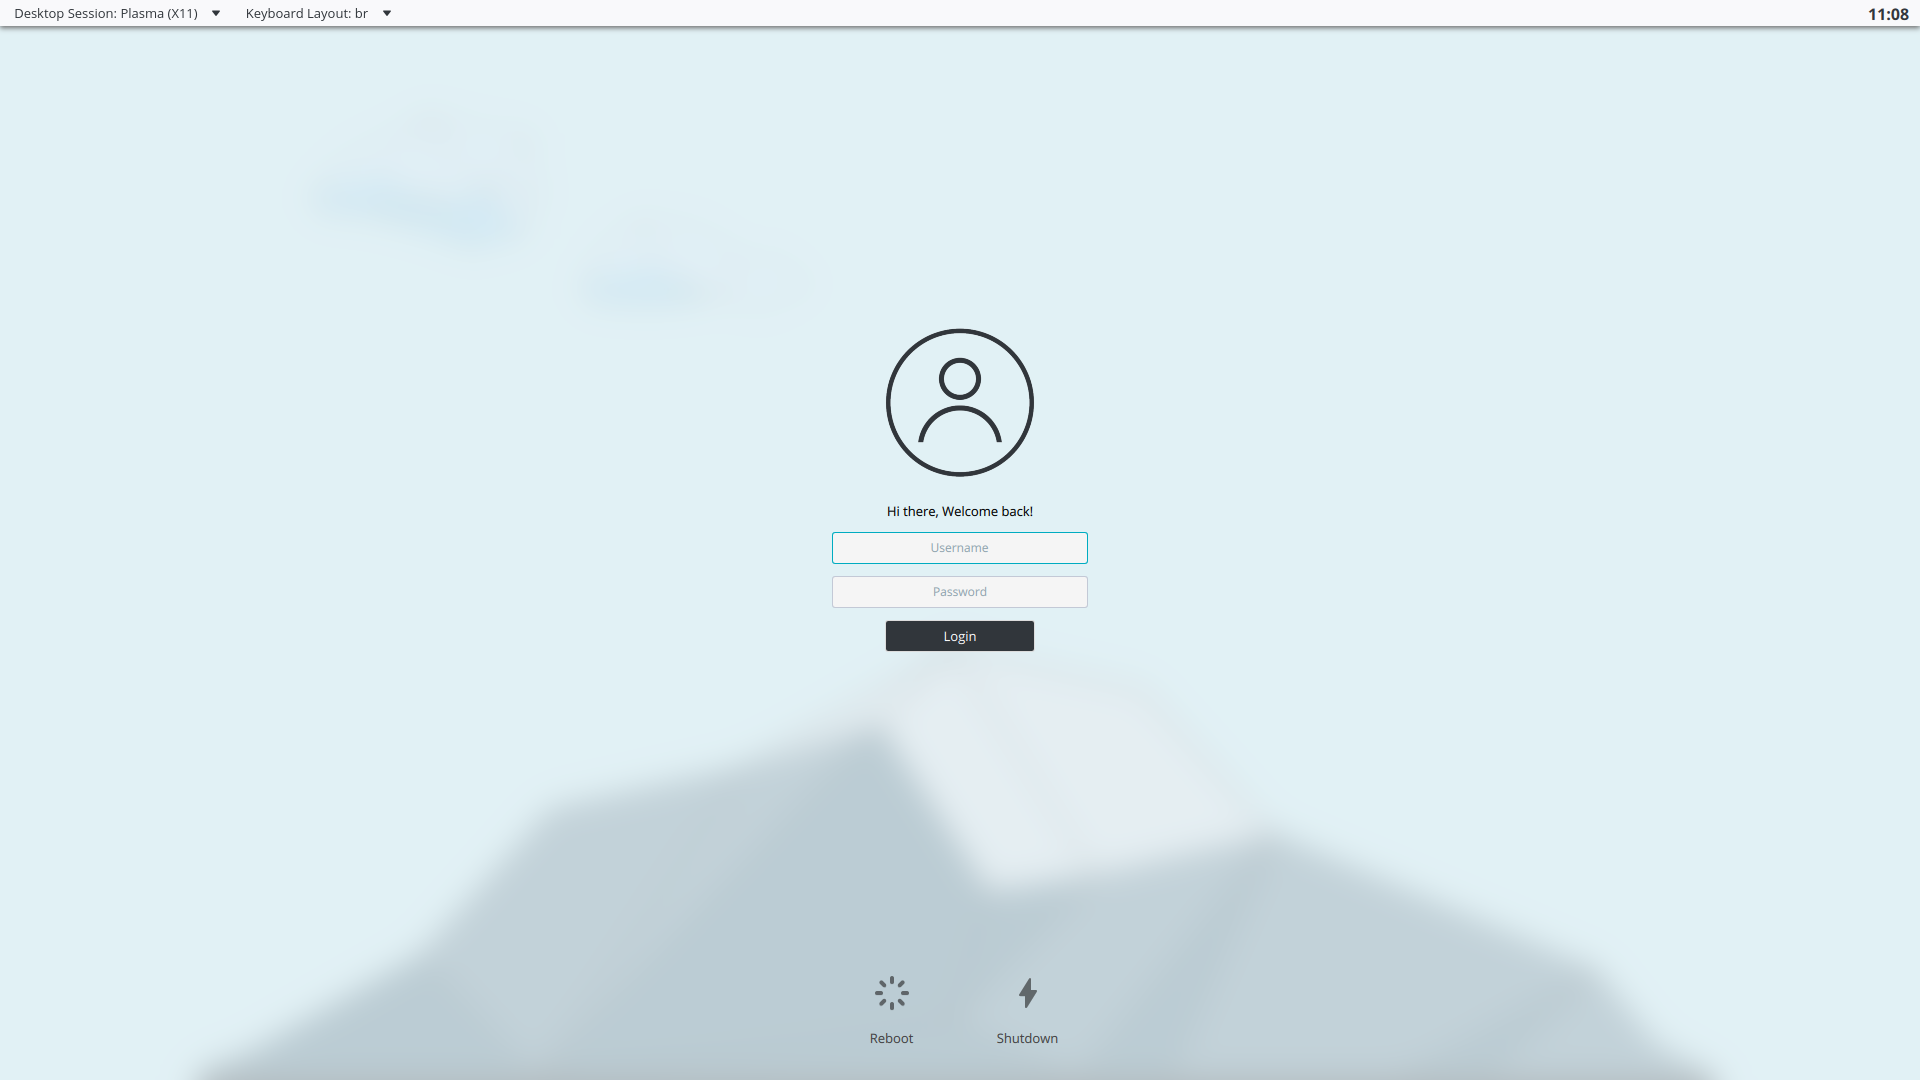 Desktop Session: Plasma (X11)
Keyboard Layout: br
11:08
Hi there, Welcome back!
Username
Password
Login
Reboot
Shutdown